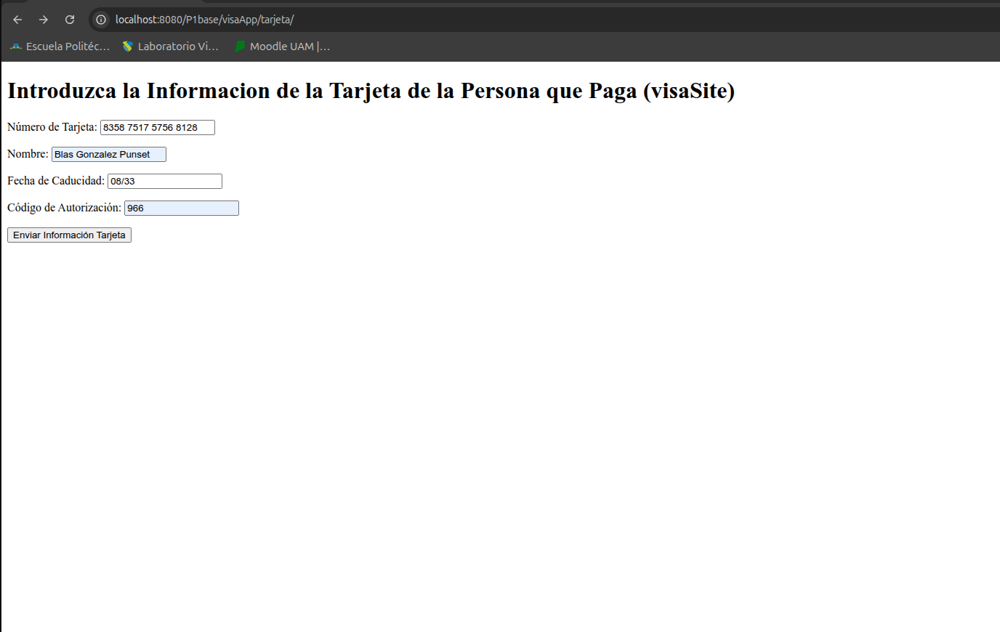 localhost:8080/P1base/visaApp/tarjeta/
Escuela Politéc... Laboratorio Vi... Moodle UAM |...
Introduzca la Informacion de la Tarjeta de la Persona que Paga (visaSite)
Número de Tarjeta: 8358 7517 5756 8128
Nombre: Blas Gonzalez Punset
Fecha de Caducidad: 08/33
Código de Autorización: 966
Enviar Información Tarjeta